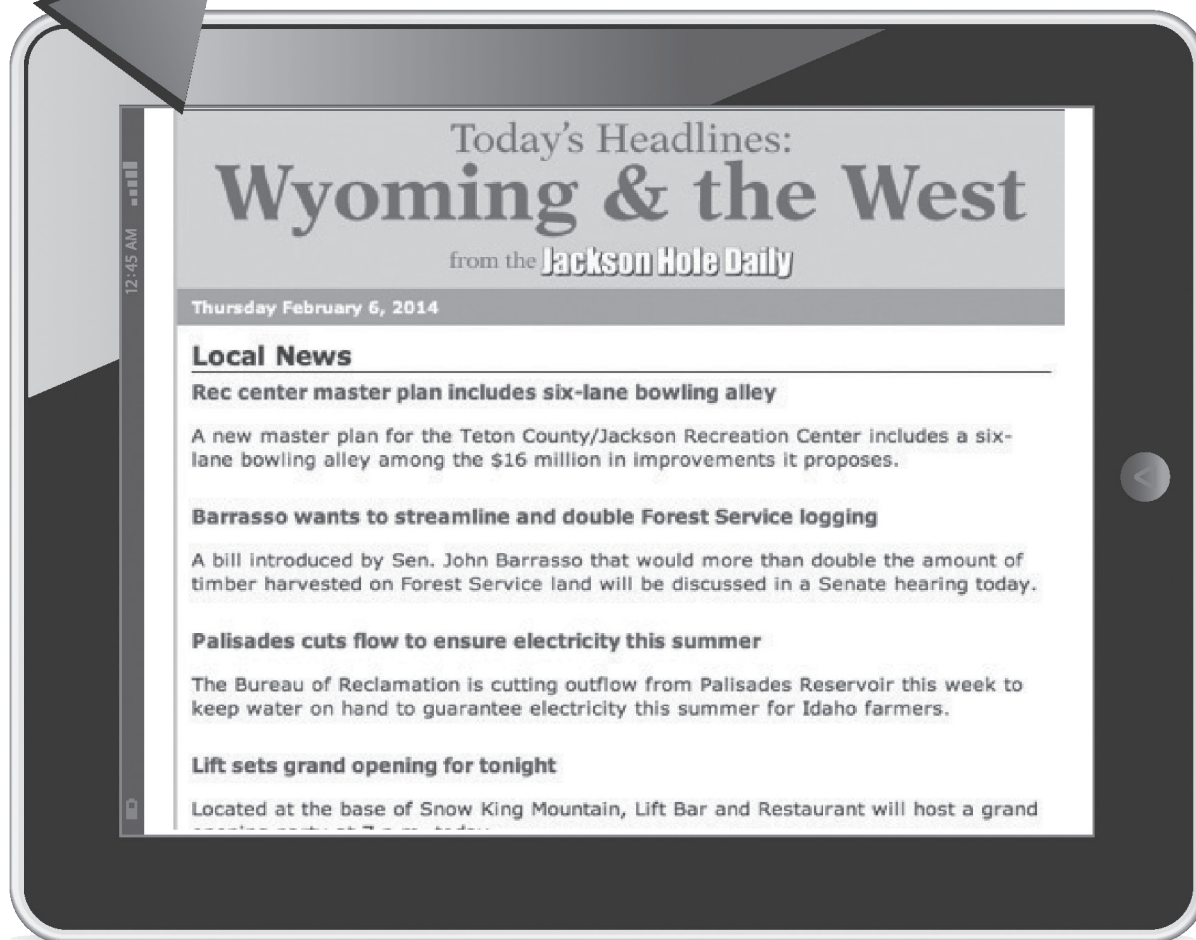 12:45 AM
Today's Headlines:
Wyoming & the West
from the Jackson Hole Daily
Thursday February 6, 2014
Local News
Rec center master plan includes six-lane bowling alley
A new master plan for the Teton County/Jackson Recreation Center includes a six-
lane bowling alley among the $16 million in improvements it proposes.
Barrasso wants to streamline and double Forest Service logging
A bill introduced by Sen. John Barrasso that would more than double the amount of
timber harvested on Forest Service land will be discussed in a Senate hearing today.
Palisades cuts flow to ensure electricity this summer
The Bureau of Reclamation is cutting outflow from Palisades Reservoir this week to
keep water on hand to guarantee electricity this summer for Idaho farmers.
Lift sets grand opening for tonight
Located at the base of Snow King Mountain, Lift Bar and Restaurant will host a grand
opening party at 7 p.m. today